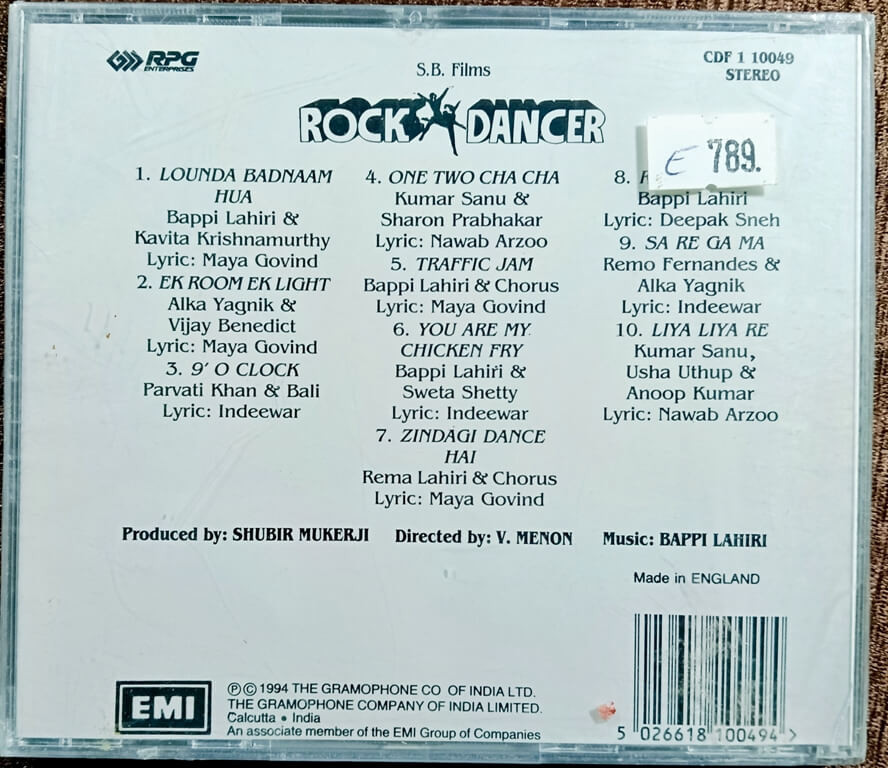 RPG
ENTERPRISES
S.B. Films
CDF 1 10049
STEREO
ROCK DANCER
E 789.
1. LOUNDA BADNAAM
HUA
Bappi Lahiri &
Kavita Krishnamurthy
Lyric: Maya Govind
2. EK ROOM EK LIGHT
Alka Yagnik &
Vijay Benedict
Lyric: Maya Govind
3. 9' O CLOCK
Parvati Khan & Bali
Lyric: Indeewar
4. ONE TWO CHA CHA
Kumar Sanu &
Sharon Prabhakar
Lyric: Nawab Arzoo
5. TRAFFIC JAM
Bappi Lahiri & Chorus
Lyric: Maya Govind
6. YOU ARE MY
CHICKEN FRY
Bappi Lahiri &
Sweta Shetty
Lyric: Indeewar
7. ZINDAGI DANCE
HAI
Rema Lahiri & Chorus
Lyric: Maya Govind
8.
Bappi Lahiri
Lyric: Deepak Sneh
9. SA RE GA MA
Remo Fernandes &
Alka Yagnik
Lyric: Indeewar
10. LIYA LIYA RE
Kumar Sanu,
Usha Uthup &
Anoop Kumar
Lyric: Nawab Arzoo
Produced by: SHUBIR MUKERJI Directed by: V. MENON Music: BAPPI LAHIRI
Made in ENGLAND
EMI
℗ © 1994 THE GRAMOPHONE CO OF INDIA LTD.
THE GRAMOPHONE COMPANY OF INDIA LIMITED.
Calcutta • India
An associate member of the EMI Group of Companies
5 026618 100494 >